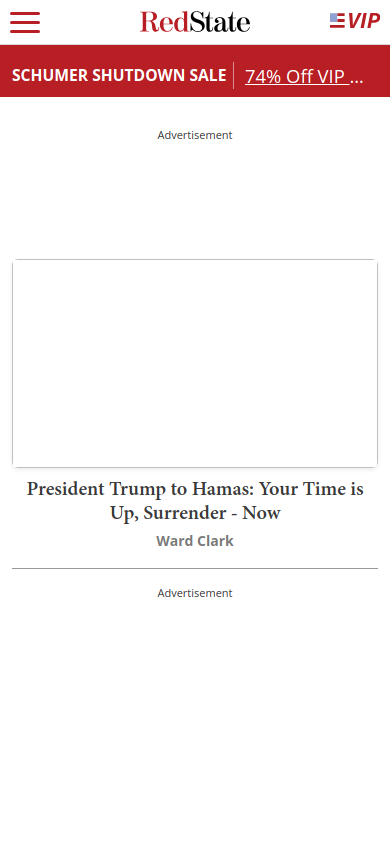 RedState
VIP
SCHUMER SHUTDOWN SALE
74% Off VIP ...
Advertisement
President Trump to Hamas: Your Time is
Up, Surrender - Now
Ward Clark
Advertisement